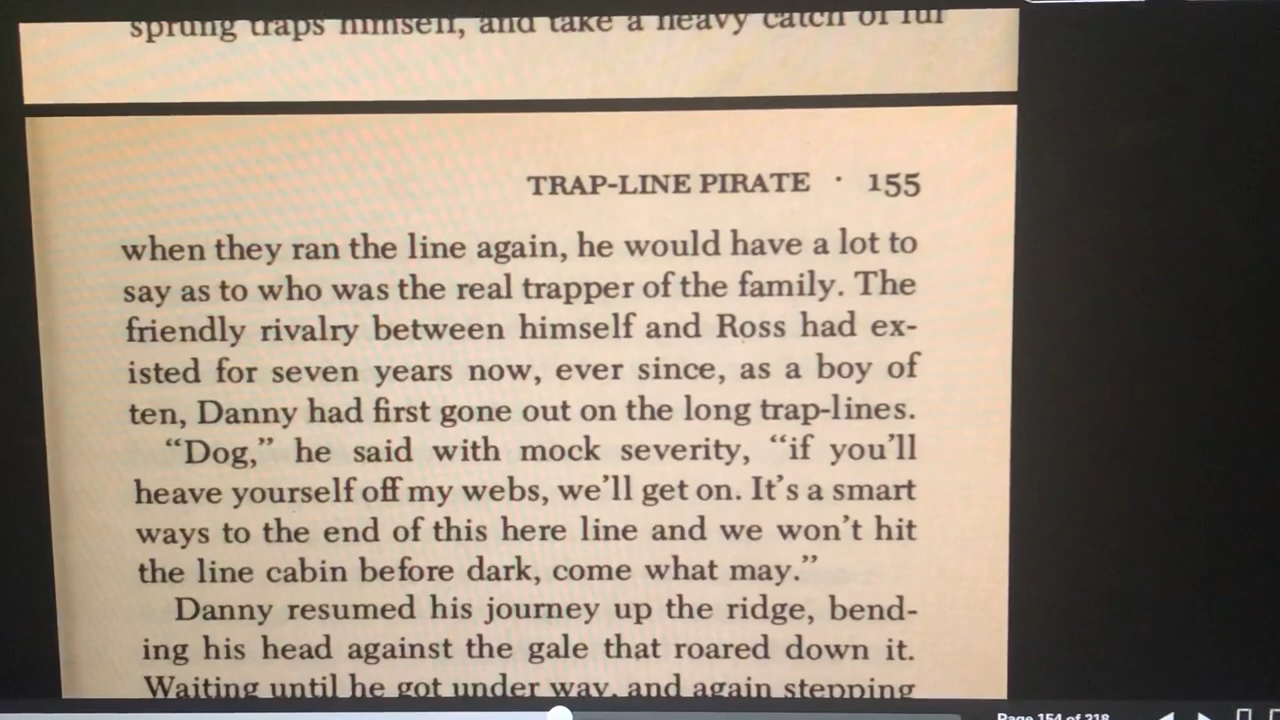 sprung traps himself, and take a heavy catch of fur
TRAP-LINE PIRATE · 155
when they ran the line again, he would have a lot to
say as to who was the real trapper of the family. The
friendly rivalry between himself and Ross had ex-
isted for seven years now, ever since, as a boy of
ten, Danny had first gone out on the long trap-lines.
“Dog,” he said with mock severity, “if you’ll
heave yourself off my webs, we’ll get on. It’s a smart
ways to the end of this here line and we won’t hit
the line cabin before dark, come what may.”
Danny resumed his journey up the ridge, bend-
ing his head against the gale that roared down it.
Waiting until he got under way, and again stepping
Page 154 of 218